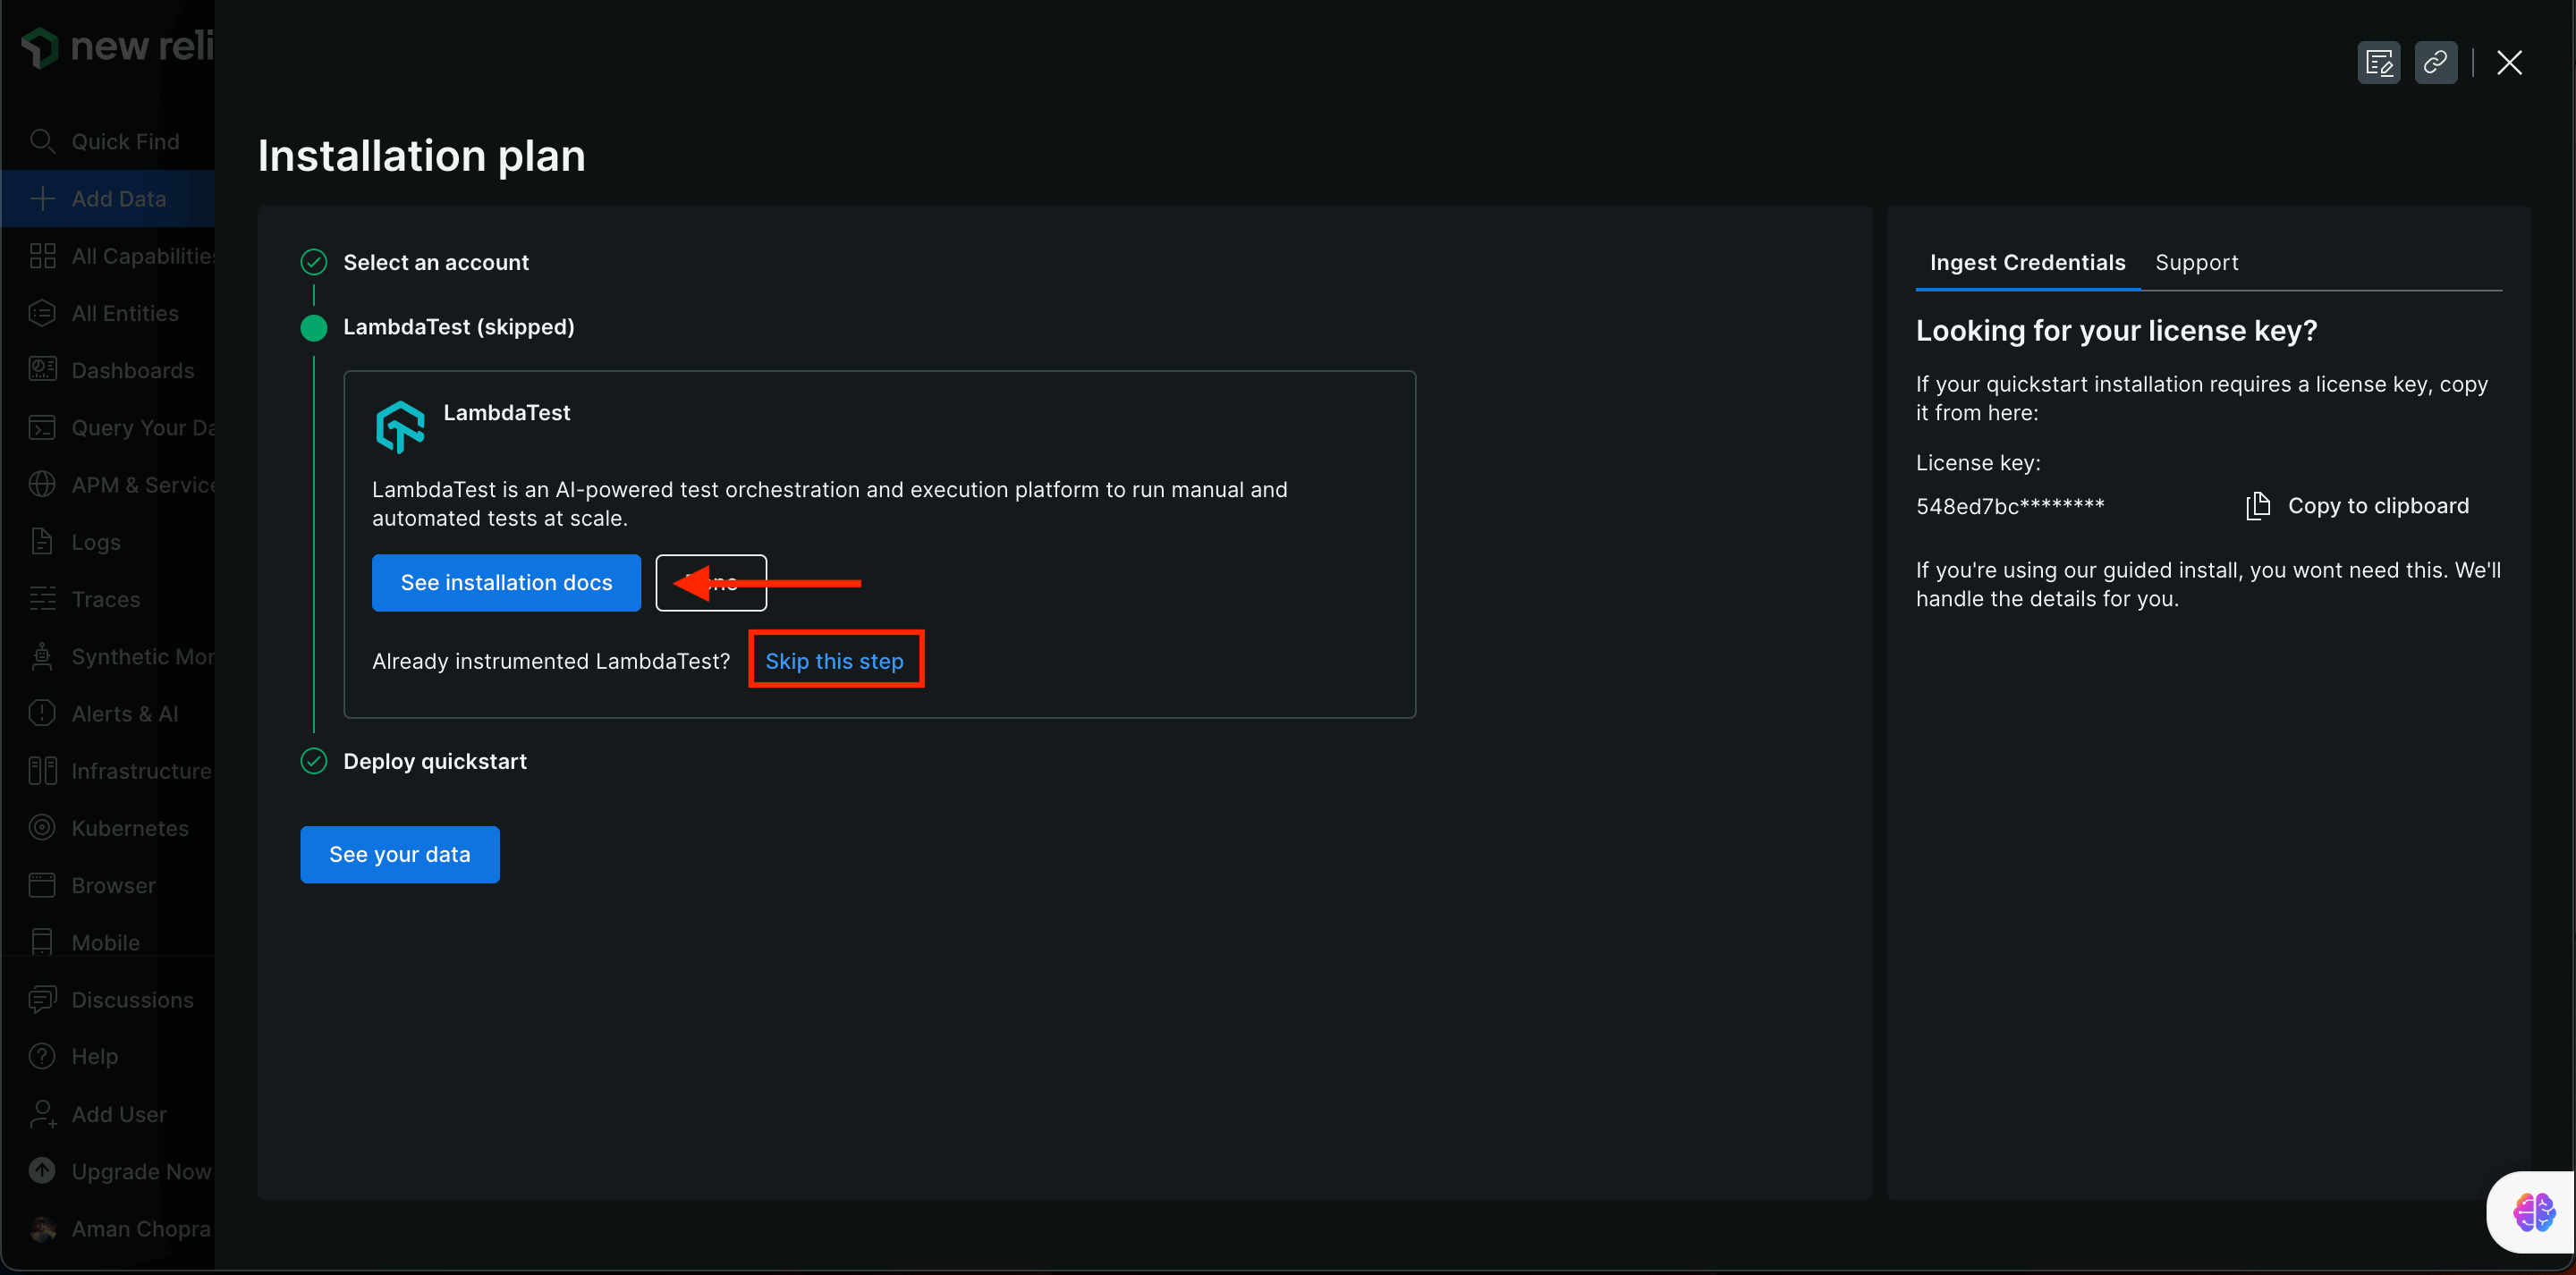 new reli
Quick Find
Add Data
All Capabilities
All Entities
Dashboards
Query Your Da
APM & Service
Logs
Traces
Synthetic Mor
Alerts & AI
Infrastructure
Kubernetes
Browser
Mobile
Discussions
Help
Add User
Upgrade Now
Aman Chopra
Installation plan
Select an account
LambdaTest (skipped)
LambdaTest
LambdaTest is an AI-powered test orchestration and execution platform to run manual and
automated tests at scale.
See installation docs
Already instrumented LambdaTest? Skip this step
Deploy quickstart
See your data
Ingest Credentials Support
Looking for your license key?
If your quickstart installation requires a license key, copy
it from here:
License key:
548ed7bc******** Copy to clipboard
If you're using our guided install, you wont need this. We'll
handle the details for you.